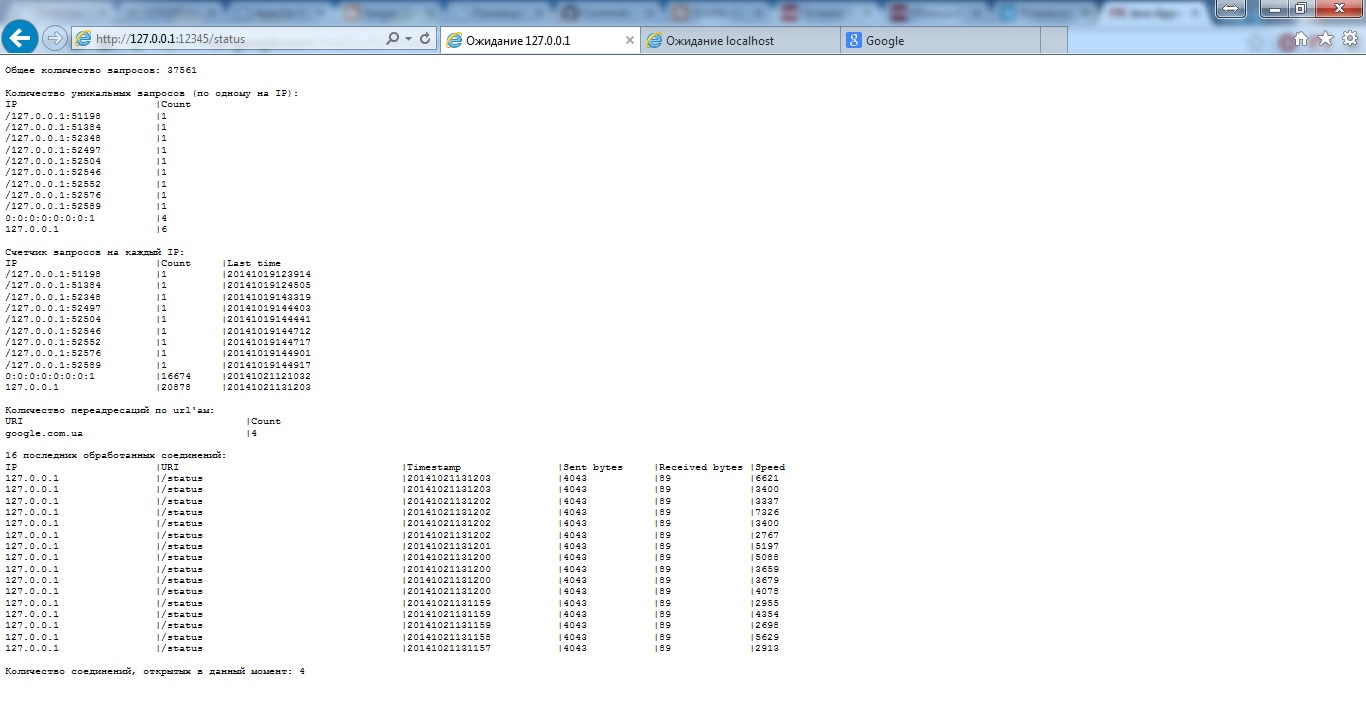 http://127.0.0.1:12345/status
Ожидание 127.0.0.1
Ожидание localhost
Google
Общее количество запросов: 37561
Количество уникальных запросов (по одному на IP):
IP |Count
/127.0.0.1:51198 |1
/127.0.0.1:51384 |1
/127.0.0.1:52348 |1
/127.0.0.1:52497 |1
/127.0.0.1:52504 |1
/127.0.0.1:52546 |1
/127.0.0.1:52552 |1
/127.0.0.1:52576 |1
/127.0.0.1:52589 |1
0:0:0:0:0:0:0:1 |4
127.0.0.1 |6
Счетчик запросов на каждый IP:
IP |Count |Last time
/127.0.0.1:51198 |1 |20141019123914
/127.0.0.1:51384 |1 |20141019124505
/127.0.0.1:52348 |1 |20141019143319
/127.0.0.1:52497 |1 |20141019144403
/127.0.0.1:52504 |1 |20141019144441
/127.0.0.1:52546 |1 |20141019144712
/127.0.0.1:52552 |1 |20141019144717
/127.0.0.1:52576 |1 |20141019144901
/127.0.0.1:52589 |1 |20141019144917
0:0:0:0:0:0:0:1 |16674 |20141021121032
127.0.0.1 |20878 |20141021131203
Количество переадресаций по url'ам:
URI |Count
google.com.ua |4
16 последних обработанных соединений:
IP |URI |Timestamp |Sent bytes |Received bytes |Speed
127.0.0.1 |/status |20141021131203 |4043 |89 |6621
127.0.0.1 |/status |20141021131203 |4043 |89 |3400
127.0.0.1 |/status |20141021131202 |4043 |89 |3337
127.0.0.1 |/status |20141021131202 |4043 |89 |7326
127.0.0.1 |/status |20141021131202 |4043 |89 |3400
127.0.0.1 |/status |20141021131202 |4043 |89 |2767
127.0.0.1 |/status |20141021131201 |4043 |89 |5197
127.0.0.1 |/status |20141021131200 |4043 |89 |5088
127.0.0.1 |/status |20141021131200 |4043 |89 |3659
127.0.0.1 |/status |20141021131200 |4043 |89 |3679
127.0.0.1 |/status |20141021131200 |4043 |89 |4078
127.0.0.1 |/status |20141021131159 |4043 |89 |2955
127.0.0.1 |/status |20141021131159 |4043 |89 |4354
127.0.0.1 |/status |20141021131159 |4043 |89 |2698
127.0.0.1 |/status |20141021131158 |4043 |89 |5629
127.0.0.1 |/status |20141021131157 |4043 |89 |2913
Количество соединений, открытых в данный момент: 4